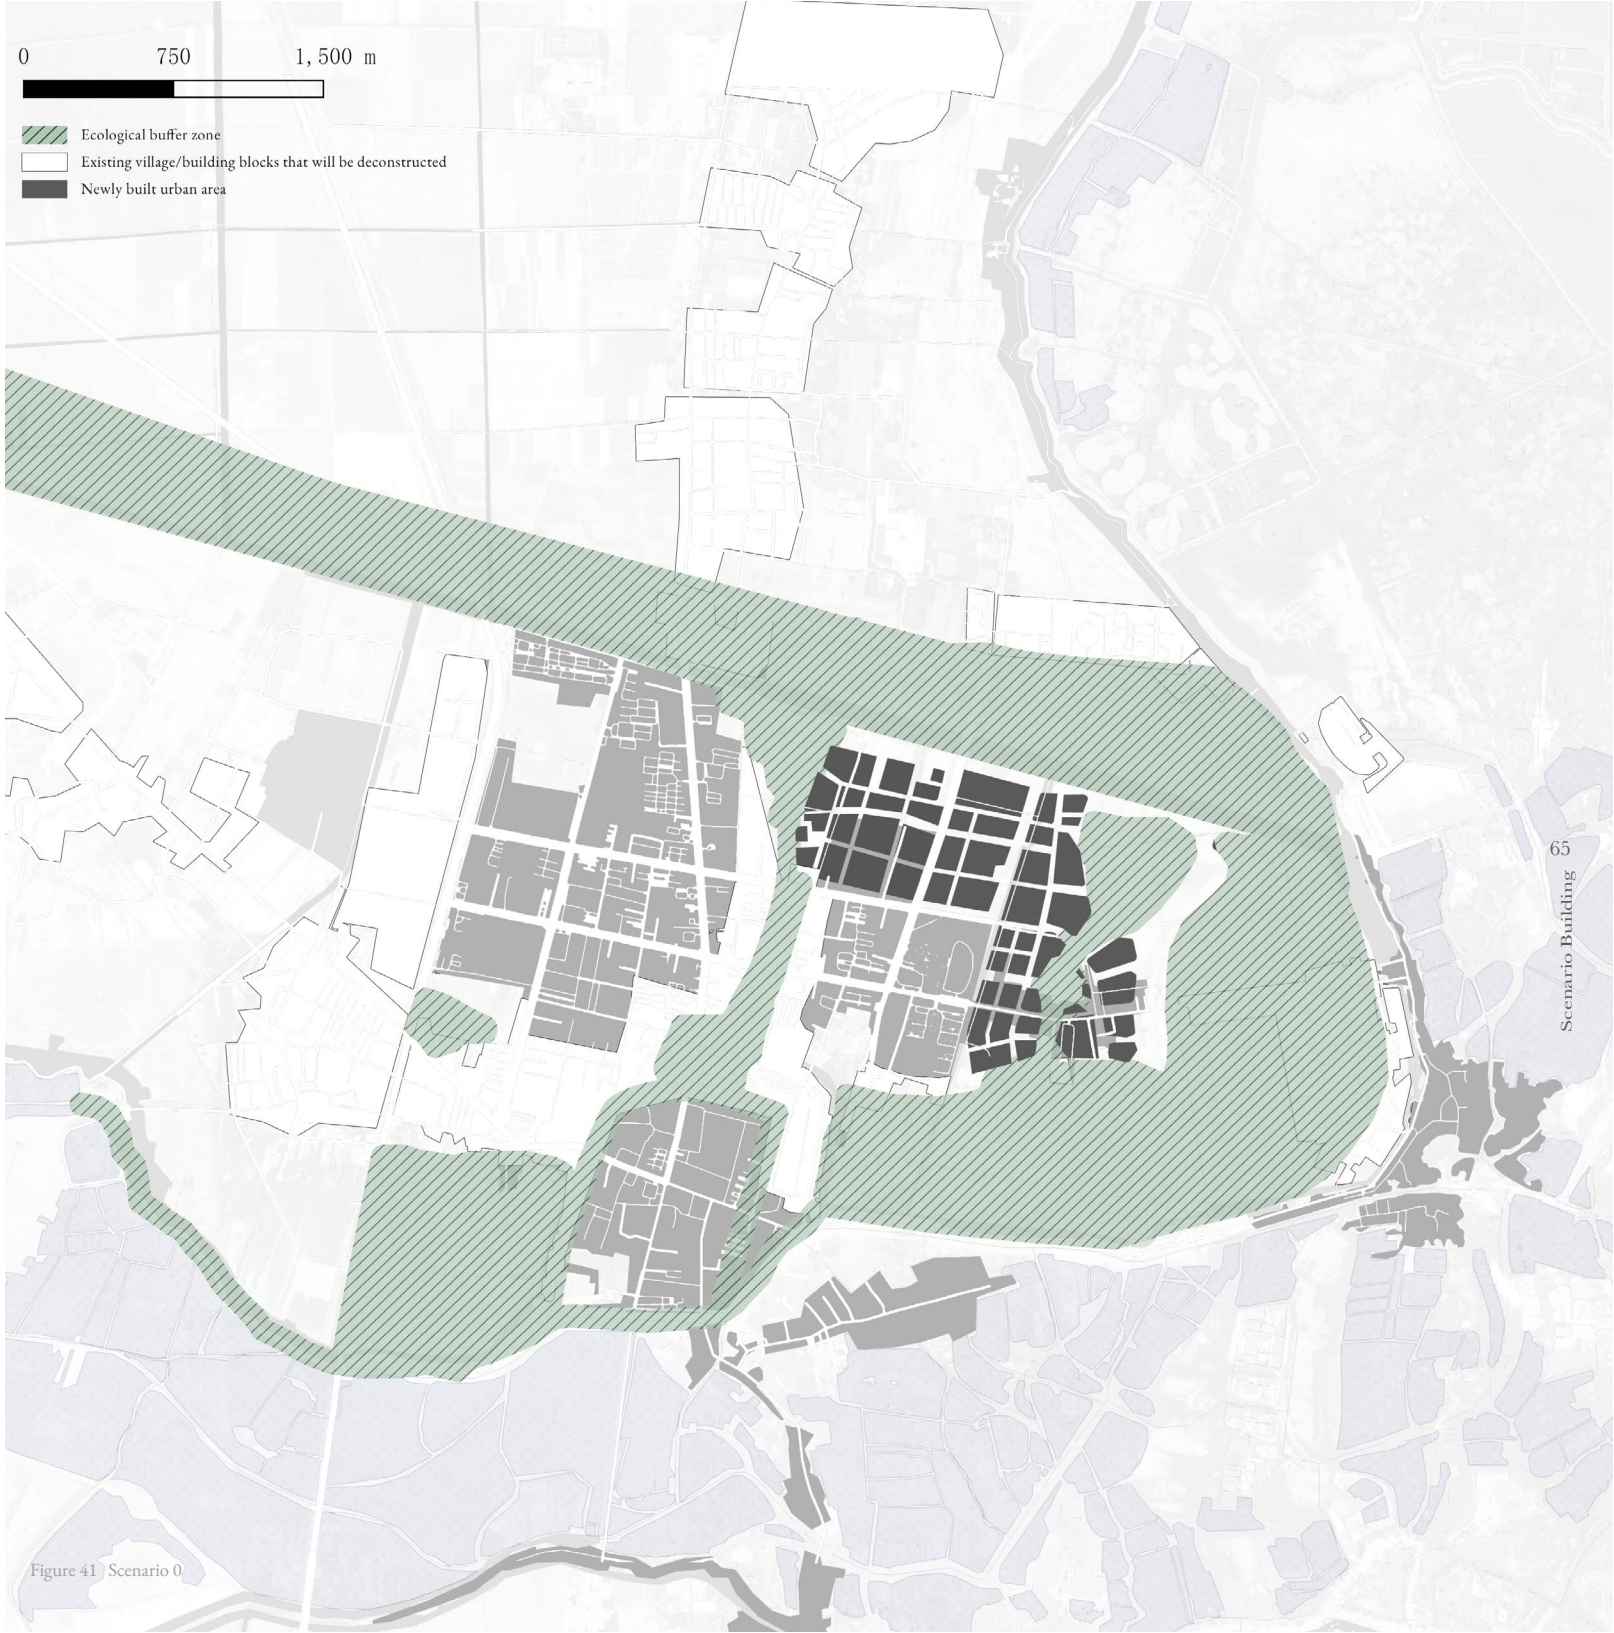 0 750 1,500 m
Ecological buffer zone
Existing village/building blocks that will be deconstructed
Newly built urban area
65
Scenario Building
Figure 41 Scenario 0